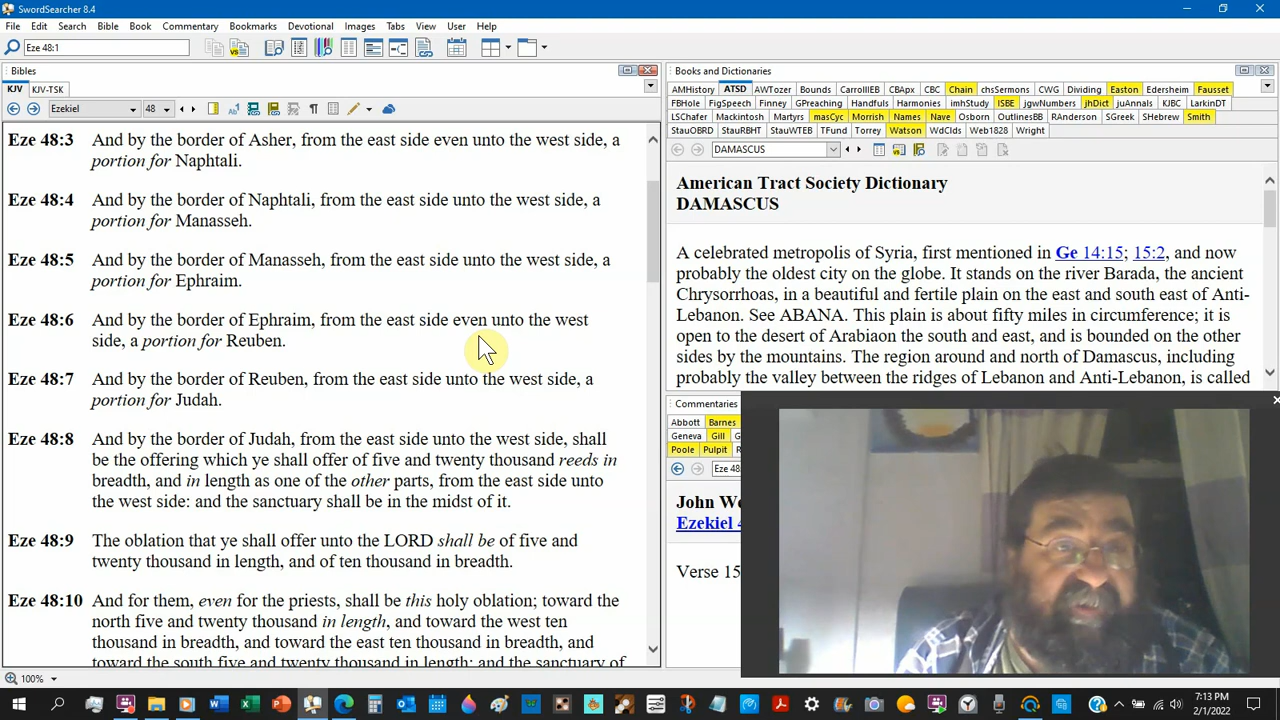 SwordSearcher 8.4
File Edit Search Bible Book Commentary Bookmarks Devotional Images Tabs View User Help
Eze 48:1
Bibles
KJV KJV-TSK
Ezekiel 48
Eze 48:3 And by the border of Asher, from the east side even unto the west side, a
portion for Naphtali.
Eze 48:4 And by the border of Naphtali, from the east side unto the west side, a
portion for Manasseh.
Eze 48:5 And by the border of Manasseh, from the east side unto the west side, a
portion for Ephraim.
Eze 48:6 And by the border of Ephraim, from the east side even unto the west
side, a portion for Reuben.
Eze 48:7 And by the border of Reuben, from the east side unto the west side, a
portion for Judah.
Eze 48:8 And by the border of Judah, from the east side unto the west side, shall
be the offering which ye shall offer of five and twenty thousand reeds in
breadth, and in length as one of the other parts, from the east side unto
the west side: and the sanctuary shall be in the midst of it.
Eze 48:9 The oblation that ye shall offer unto the LORD shall be of five and
twenty thousand in length, and of ten thousand in breadth.
Eze 48:10 And for them, even for the priests, shall be this holy oblation; toward the
north five and twenty thousand in length, and toward the west ten
thousand in breadth, and toward the east ten thousand in breadth, and
toward the south five and twenty thousand in length: and the sanctuary of
100%
Books and Dictionaries
AMHistory ATSD AWTozer Bounds CarrollIEB CBApx CBC Chain chsSermons CWG Dividing Easton Edersheim Fausset
FBHole FigSpeech Finney GPreaching Handfuls Harmonies imhStudy ISBE jgwNumbers jhDict juAnnals KJBC LarkinDT
LSChafer Mackintosh Martyrs masCyc Morrish Names Nave Osborn OutlinesBB RAnderson SGreek SHebrew Smith
StauOBRD StauRBHT StauWTEB TFund Torrey Watson WdClds Web1828 Wright
DAMASCUS
American Tract Society Dictionary
DAMASCUS
A celebrated metropolis of Syria, first mentioned in Ge 14:15; 15:2, and now
probably the oldest city on the globe. It stands on the river Barada, the ancient
Chrysorrhoas, in a beautiful and fertile plain on the east and south east of Anti-
Lebanon. See ABANA. This plain is about fifty miles in circumference; it is
open to the desert of Arabiaon the south and east, and is bounded on the other
sides by the mountains. The region around and north of Damascus, including
probably the valley between the ridges of Lebanon and Anti-Lebanon, is called
Commentaries
Abbott Barnes
Geneva Gill G
Poole Pulpit R
Eze 48
John We
Ezekiel 4
Verse 15
7:13 PM
2/1/2022